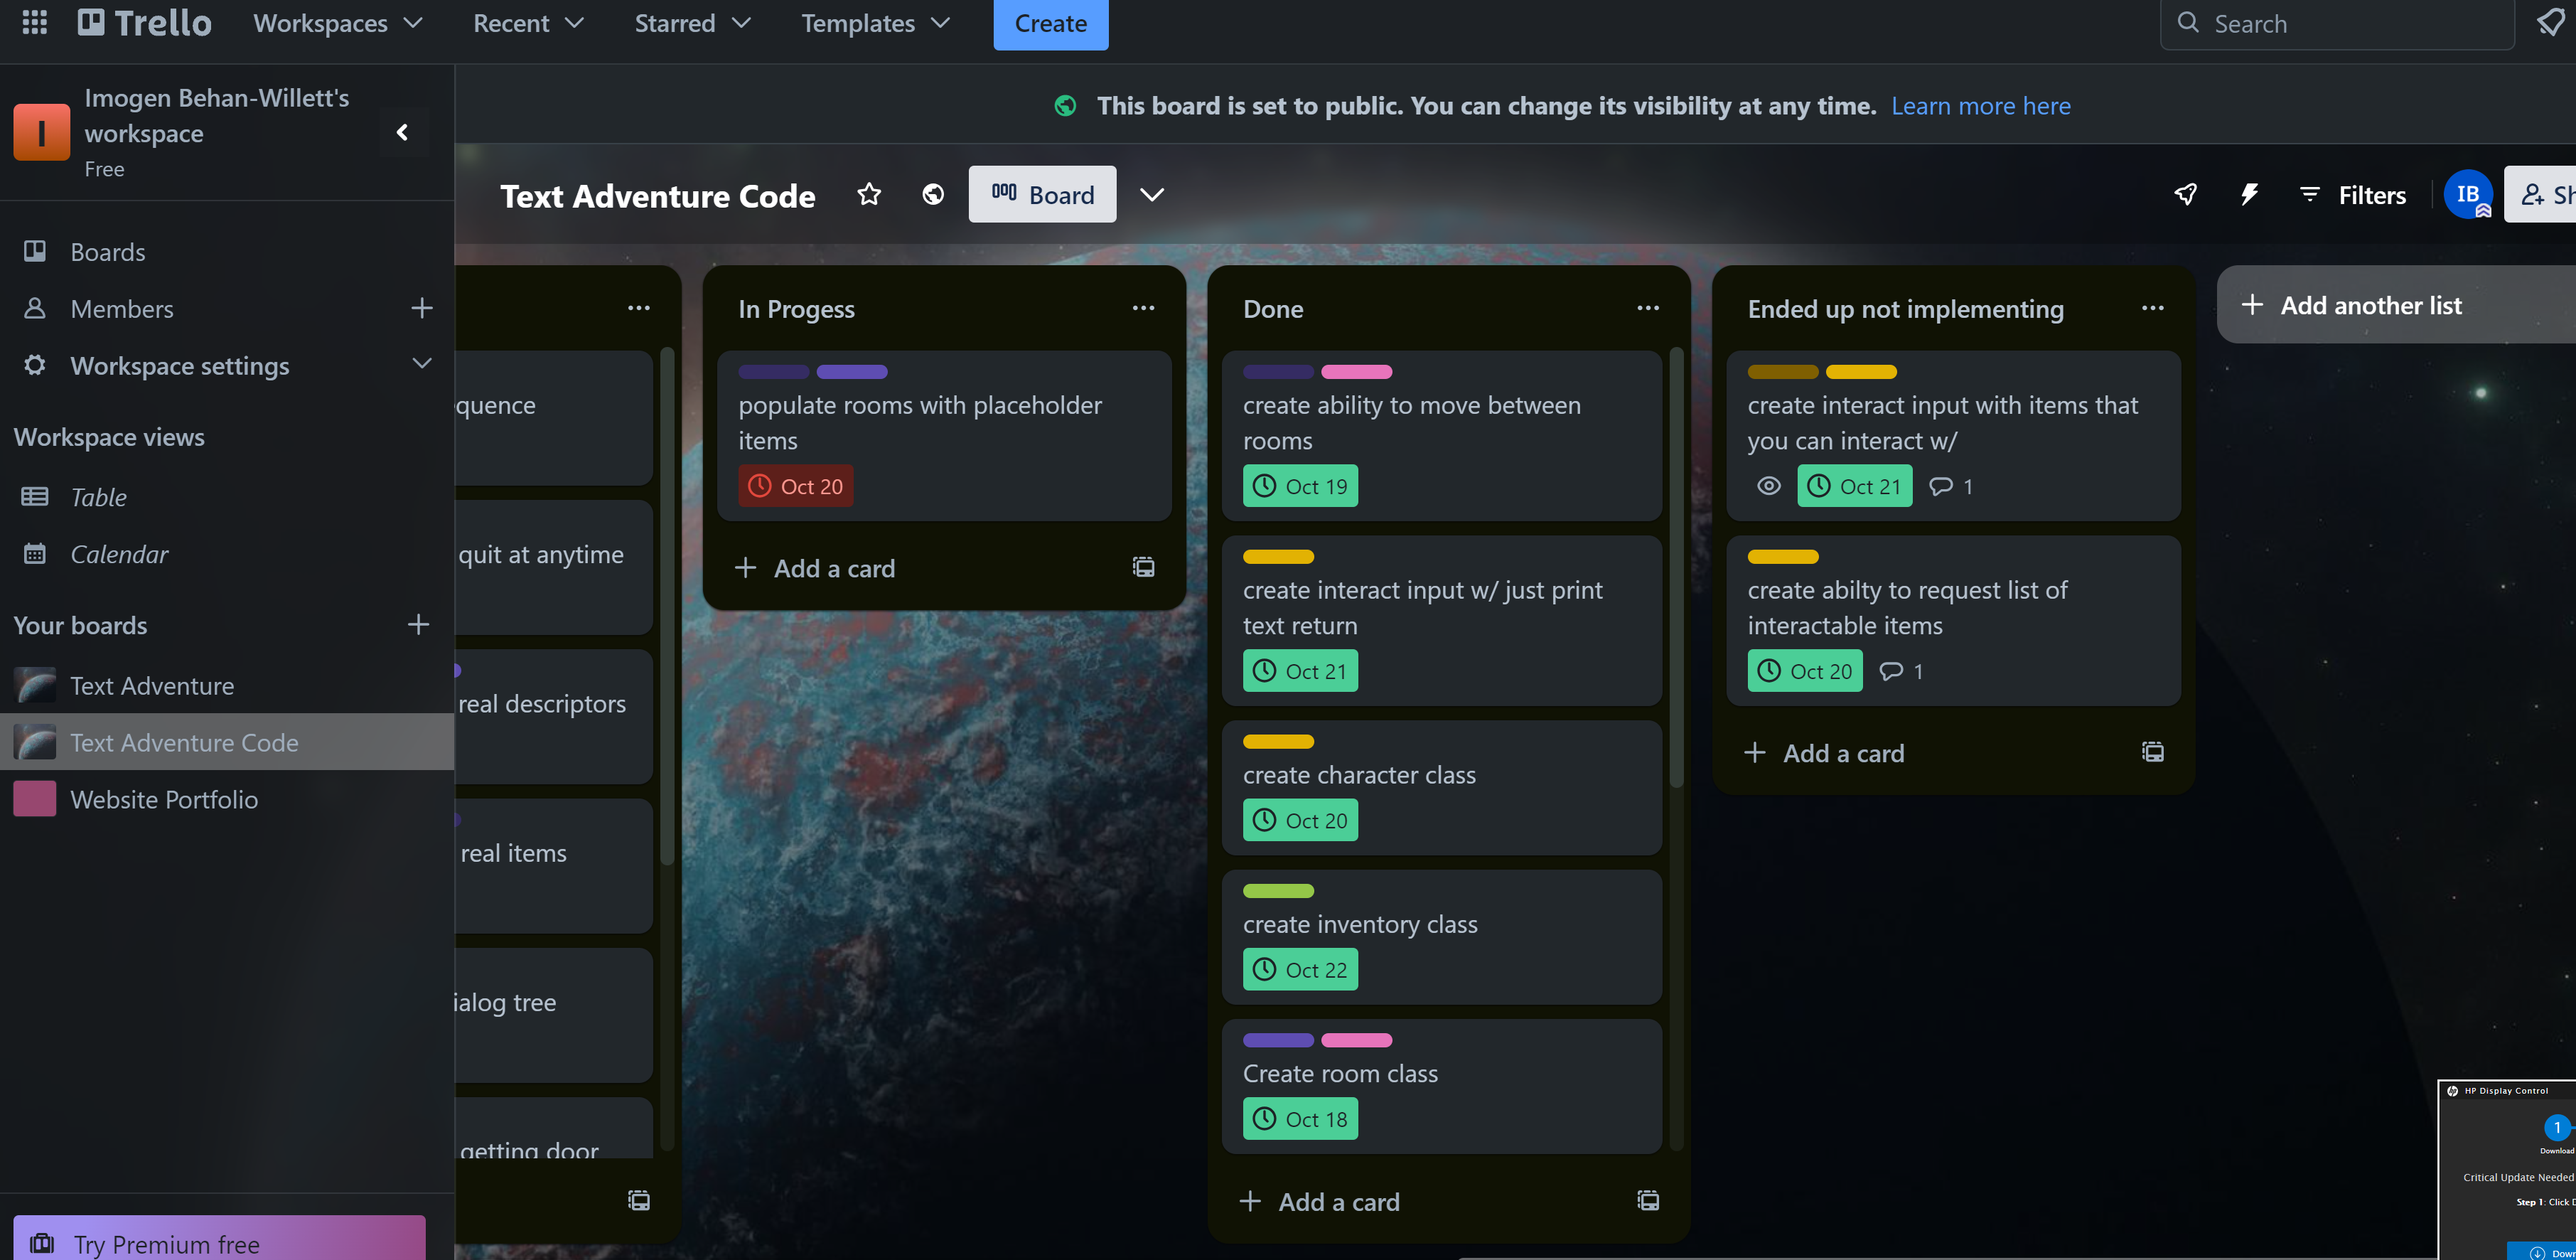 Trello
Workspaces
Recent
Starred
Templates
Create
Search
I
Imogen Behan-Willett's
workspace
Free
Boards
Members
Workspace settings
Workspace views
Table
Calendar
Your boards
Text Adventure
Text Adventure Code
Website Portfolio
Try Premium free
This board is set to public. You can change its visibility at any time. Learn more here
Text Adventure Code
Board
Filters
IB
Sh
quence
quit at anytime
real descriptors
real items
ialog tree
getting door
In Progess
populate rooms with placeholder
items
Oct 20
Add a card
Done
create ability to move between
rooms
Oct 19
create interact input w/ just print
text return
Oct 21
create character class
Oct 20
create inventory class
Oct 22
Create room class
Oct 18
Add a card
Ended up not implementing
create interact input with items that
you can interact w/
Oct 21 1
create abilty to request list of
interactable items
Oct 20 1
Add a card
Add another list
HP Display Control
1
Download
Critical Update Needed
Step 1: Click D
Down